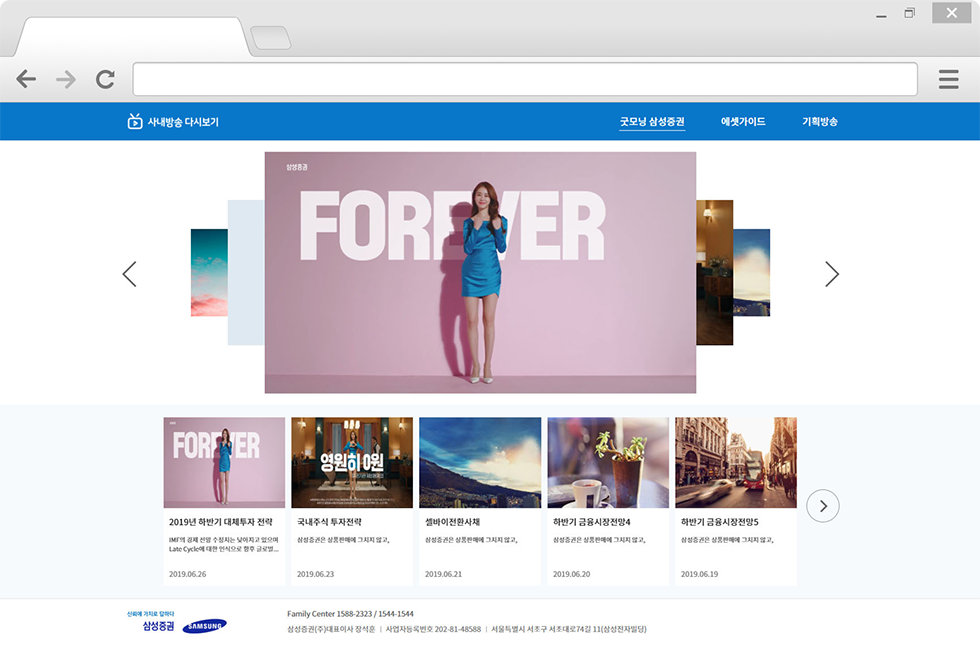 사내방송 다시보기
굿모닝 삼성증권 에셋가이드 기획방송
삼성증권
FOREVER
FOREVER
영원히 0원
2019년 하반기 대체투자 전략
IMF의 경제 전망 수정치는 낮아지고 있으며
Late Cycle에 대한 인식으로 향후 글로벌...
2019.06.26
국내주식 투자전략
삼성증권은 상품판매에 그치지 않고,
2019.06.23
셀바이전환사채
삼성증권은 상품판매에 그치지 않고,
2019.06.21
하반기 금융시장전망4
삼성증권은 상품판매에 그치지 않고,
2019.06.20
하반기 금융시장전망5
삼성증권은 상품판매에 그치지 않고,
2019.06.19
신뢰에 가치로 답하다
삼성증권 SAMSUNG
Family Center 1588-2323 / 1544-1544
삼성증권(주)대표이사 장석훈 | 사업자등록번호 202-81-48588 | 서울특별시 서초구 서초대로74길 11(삼성전자빌딩)